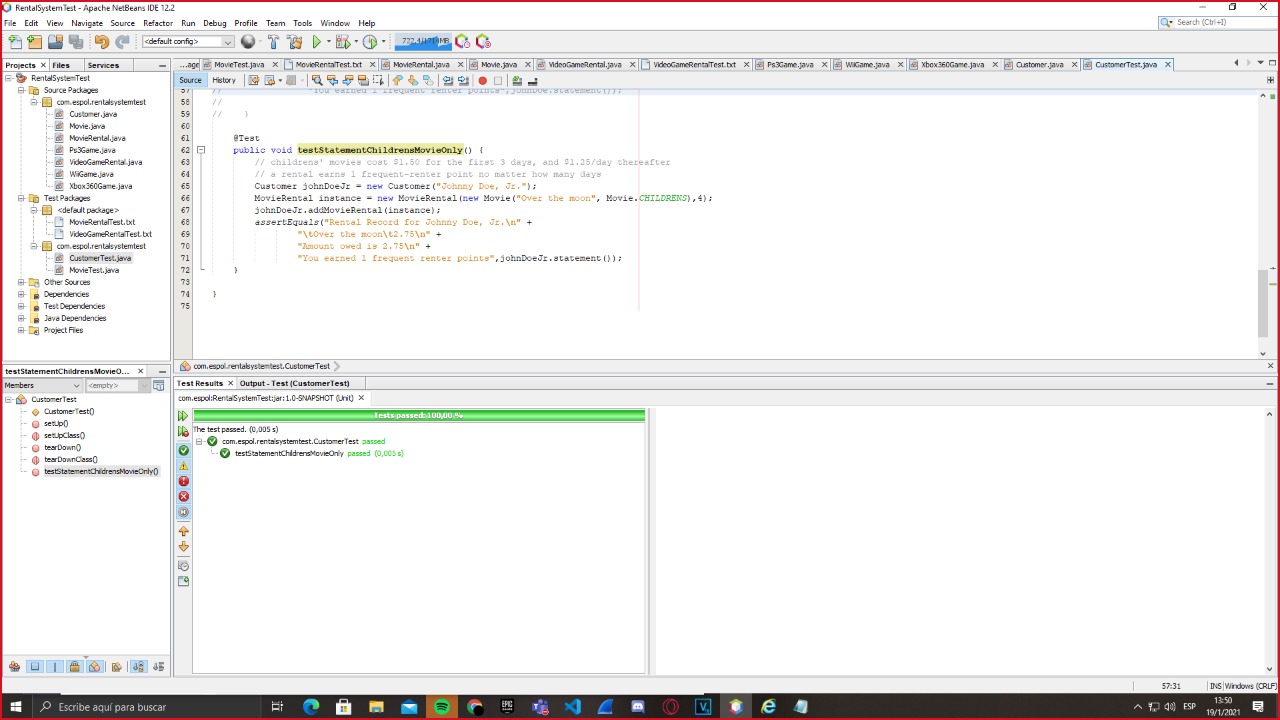 RentalSystemTest - Apache NetBeans IDE 12.2
File Edit View Navigate Source Refactor Run Debug Profile Team Tools Window Help
Search (Ctrl+I)
<default config>
Projects Files Services
...age MovieTest.java MovieRentalTest.txt MovieRental.java Movie.java VideoGameRental.java VideoGameRentalTest.txt Ps3Game.java WiiGame.java Xbox360Game.java Customer.java CustomerTest.java
Source History
RentalSystemTest
Source Packages
com.espol.rentalsystemtest
Customer.java
Movie.java
MovieRental.java
Ps3Game.java
VideoGameRental.java
WiiGame.java
Xbox360Game.java
Test Packages
<default package>
MovieRentalTest.txt
VideoGameRentalTest.txt
com.espol.rentalsystemtest
CustomerTest.java
MovieTest.java
Other Sources
Dependencies
Test Dependencies
Java Dependencies
Project Files
57 // "You earned 1 frequent renter points",johnDoe.statement());
58 //
59 // }
60
61 @Test
62 public void testStatementChildrensMovieOnly() {
63 // childrens' movies cost $1.50 for the first 3 days, and $1.25/day thereafter
64 // a rental earns 1 frequent-renter point no matter how many days
65 Customer johnDoeJr = new Customer("Johnny Doe, Jr.");
66 MovieRental instance = new MovieRental(new Movie("Over the moon", Movie.CHILDRENS),4);
67 johnDoeJr.addMovieRental(instance);
68 assertEquals("Rental Record for Johnny Doe, Jr.\n" +
69 "\tOver the moon\t2.75\n" +
70 "Amount owed is 2.75\n" +
71 "You earned 1 frequent renter points",johnDoeJr.statement());
72 }
73
74 }
75
com.espol.rentalsystemtest.CustomerTest
testStatementChildrensMovieO...
Members <empty>
CustomerTest
CustomerTest()
setUp()
setUpClass()
tearDown()
tearDownClass()
testStatementChildrensMovieOnly()
Test Results Output - Test (CustomerTest)
com.espol:RentalSystemTest:jar:1.0-SNAPSHOT (Unit)
Tests passed: 100,00 %
The test passed. (0,005 s)
com.espol.rentalsystemtest.CustomerTest passed
testStatementChildrensMovieOnly passed (0,005 s)
57:31 INS Windows (CRLF)
Escribe aquí para buscar
ESP
13:50
19/1/2021